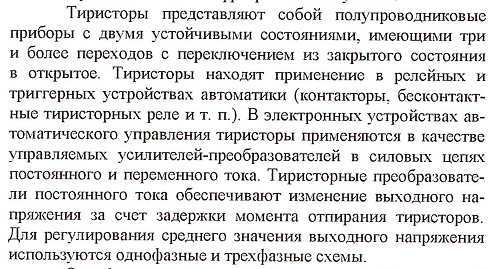 Тиристоры представляют собой полупроводниковые
приборы с двумя устойчивыми состояниями, имеющими три
и более переходов с переключением из закрытого состояния
в открытое. Тиристоры находят применение в релейных и
триггерных устройствах автоматики (контакторы, бесконтакт-
ные тиристорных реле и т. п.). В электронных устройствах ав-
томатического управления тиристоры применяются в качестве
управляемых усилителей-преобразователей в силовых цепях
постоянного и переменного тока. Тиристорные преобразовате-
ли постоянного тока обеспечивают изменение выходного на-
пряжения за счет задержки момента отпирания тиристоров.
Для регулирования среднего значения выходного напряжения
используются однофазные и трехфазные схемы.